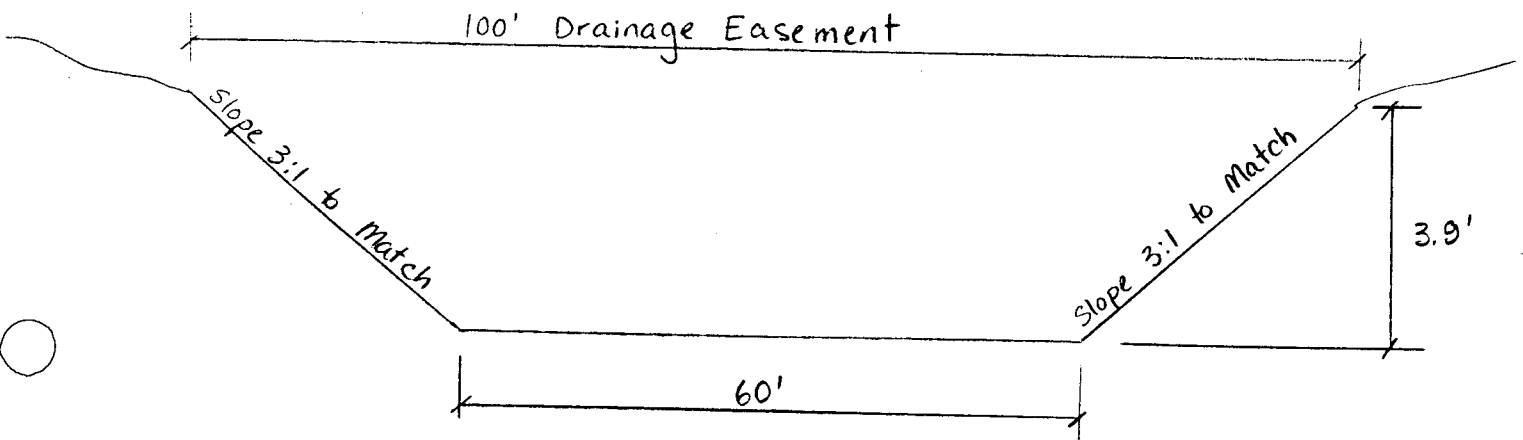 100' Drainage Easement
Slope 3:1 to Match
Slope 3:1 to Match
3.9'
60'